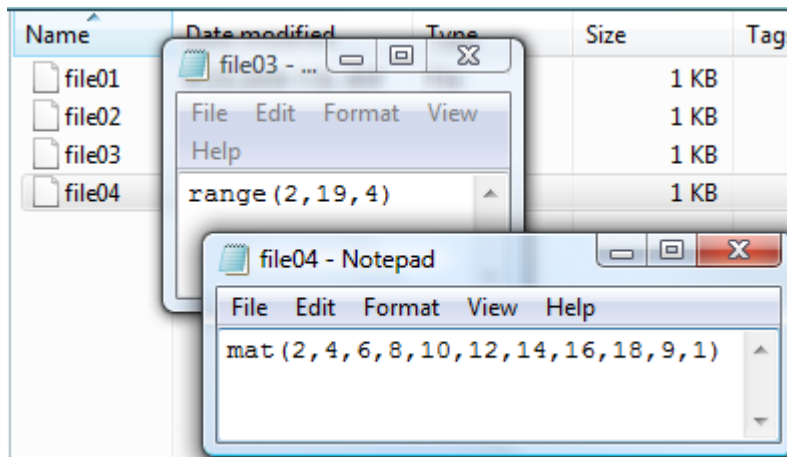 Name Date modified Type Size Tags
file01 1 KB
file02 1 KB
file03 1 KB
file04 1 KB
file03 - ...
File Edit Format View
Help
range(2,19,4)
file04 - Notepad
File Edit Format View Help
mat(2,4,6,8,10,12,14,16,18,9,1)